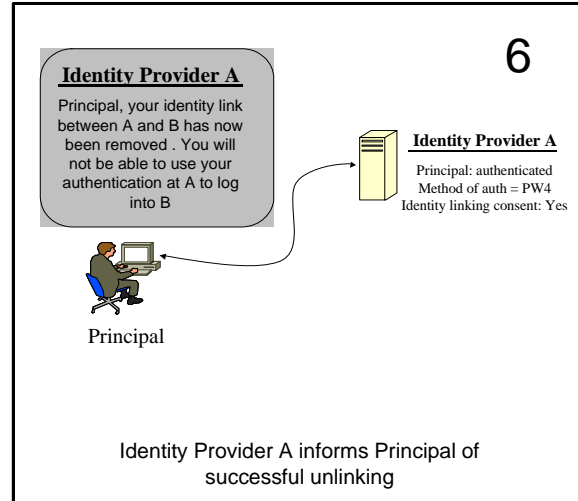 6
Identity Provider A
Principal, your identity link
between A and B has now
been removed . You will
not be able to use your
authentication at A to log
into B
Identity Provider A
Principal: authenticated
Method of auth = PW4
Identity linking consent: Yes
Principal
Identity Provider A informs Principal of
successful unlinking